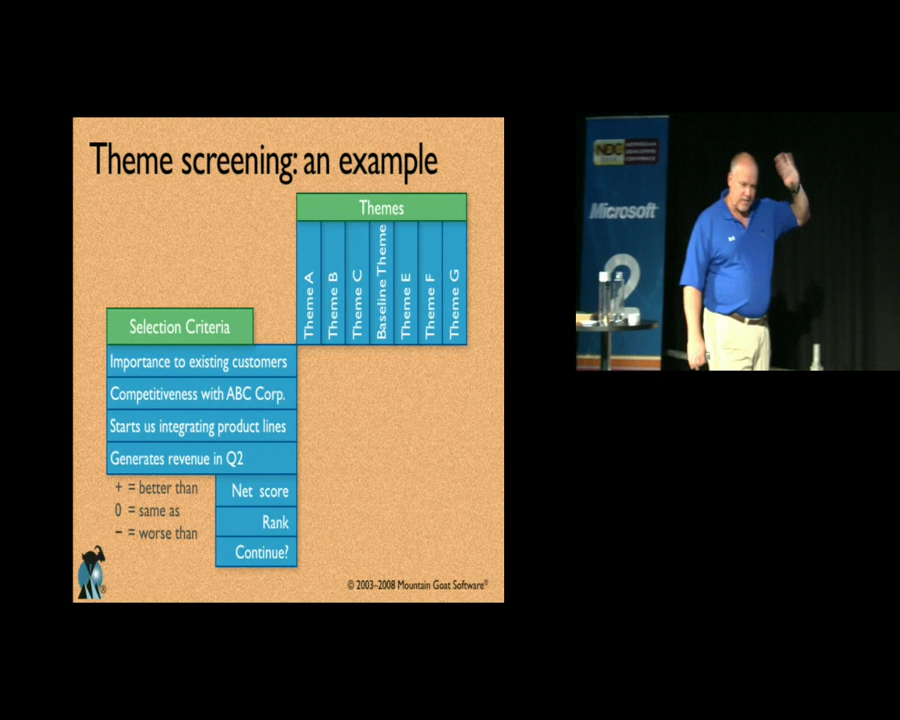 Theme screening: an example
Themes
Theme A
Theme B
Theme C
Baseline Theme
Theme E
Theme F
Theme G
Selection Criteria
Importance to existing customers
Competitiveness with ABC Corp.
Starts us integrating product lines
Generates revenue in Q2
+ = better than
0 = same as
– = worse than
Net score
Rank
Continue?
© 2003–2008 Mountain Goat Software®
NDC
Microsoft
2